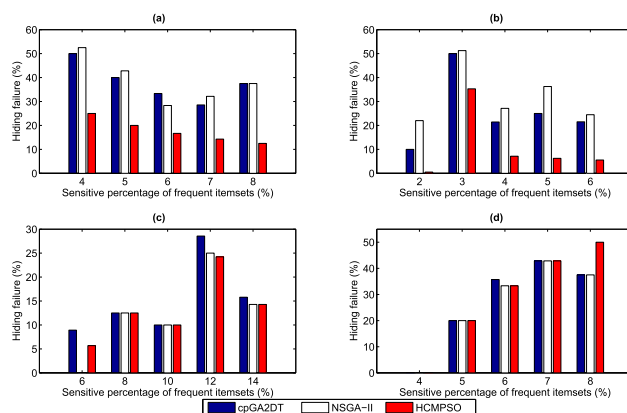 (a)
60
50
40
30
20
10
0
Hiding failure (%)
4 5 6 7 8
Sensitive percentage of frequent itemsets (%)
(b)
60
50
40
30
20
10
0
Hiding failure (%)
2 3 4 5 6
Sensitive percentage of frequent itemsets (%)
(c)
30
25
20
15
10
5
0
Hiding failure (%)
6 8 10 12 14
Sensitive percentage of frequent itemsets (%)
(d)
50
40
30
20
10
0
Hiding failure (%)
4 5 6 7 8
Sensitive percentage of frequent itemsets (%)
cpGA2DT NSGA−II HCMPSO